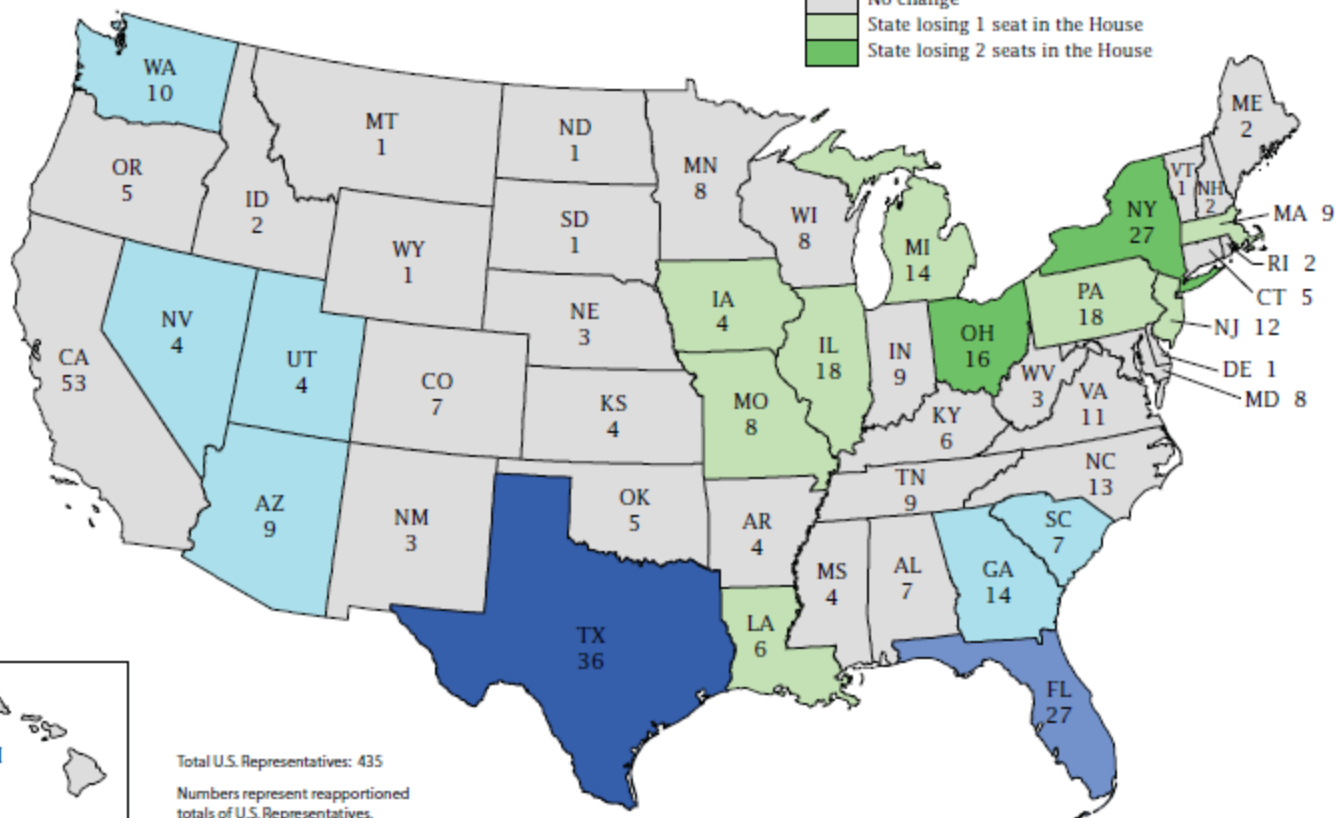 No change
State losing 1 seat in the House
State losing 2 seats in the House
WA
10
OR
5
CA
53
NV
4
ID
2
MT
1
WY
1
UT
4
AZ
9
CO
7
NM
3
ND
1
SD
1
NE
3
KS
4
OK
5
TX
36
MN
8
IA
4
MO
8
AR
4
LA
6
WI
8
IL
18
MI
14
IN
9
OH
16
KY
6
TN
9
MS
4
AL
7
GA
14
FL
27
SC
7
NC
13
VA
11
WV
3
PA
18
NY
27
VT
1
NH
2
ME
2
MA 9
RI 2
CT 5
NJ 12
DE 1
MD 8
Total U.S. Representatives: 435
Numbers represent reapportioned
totals of U.S. Representatives.